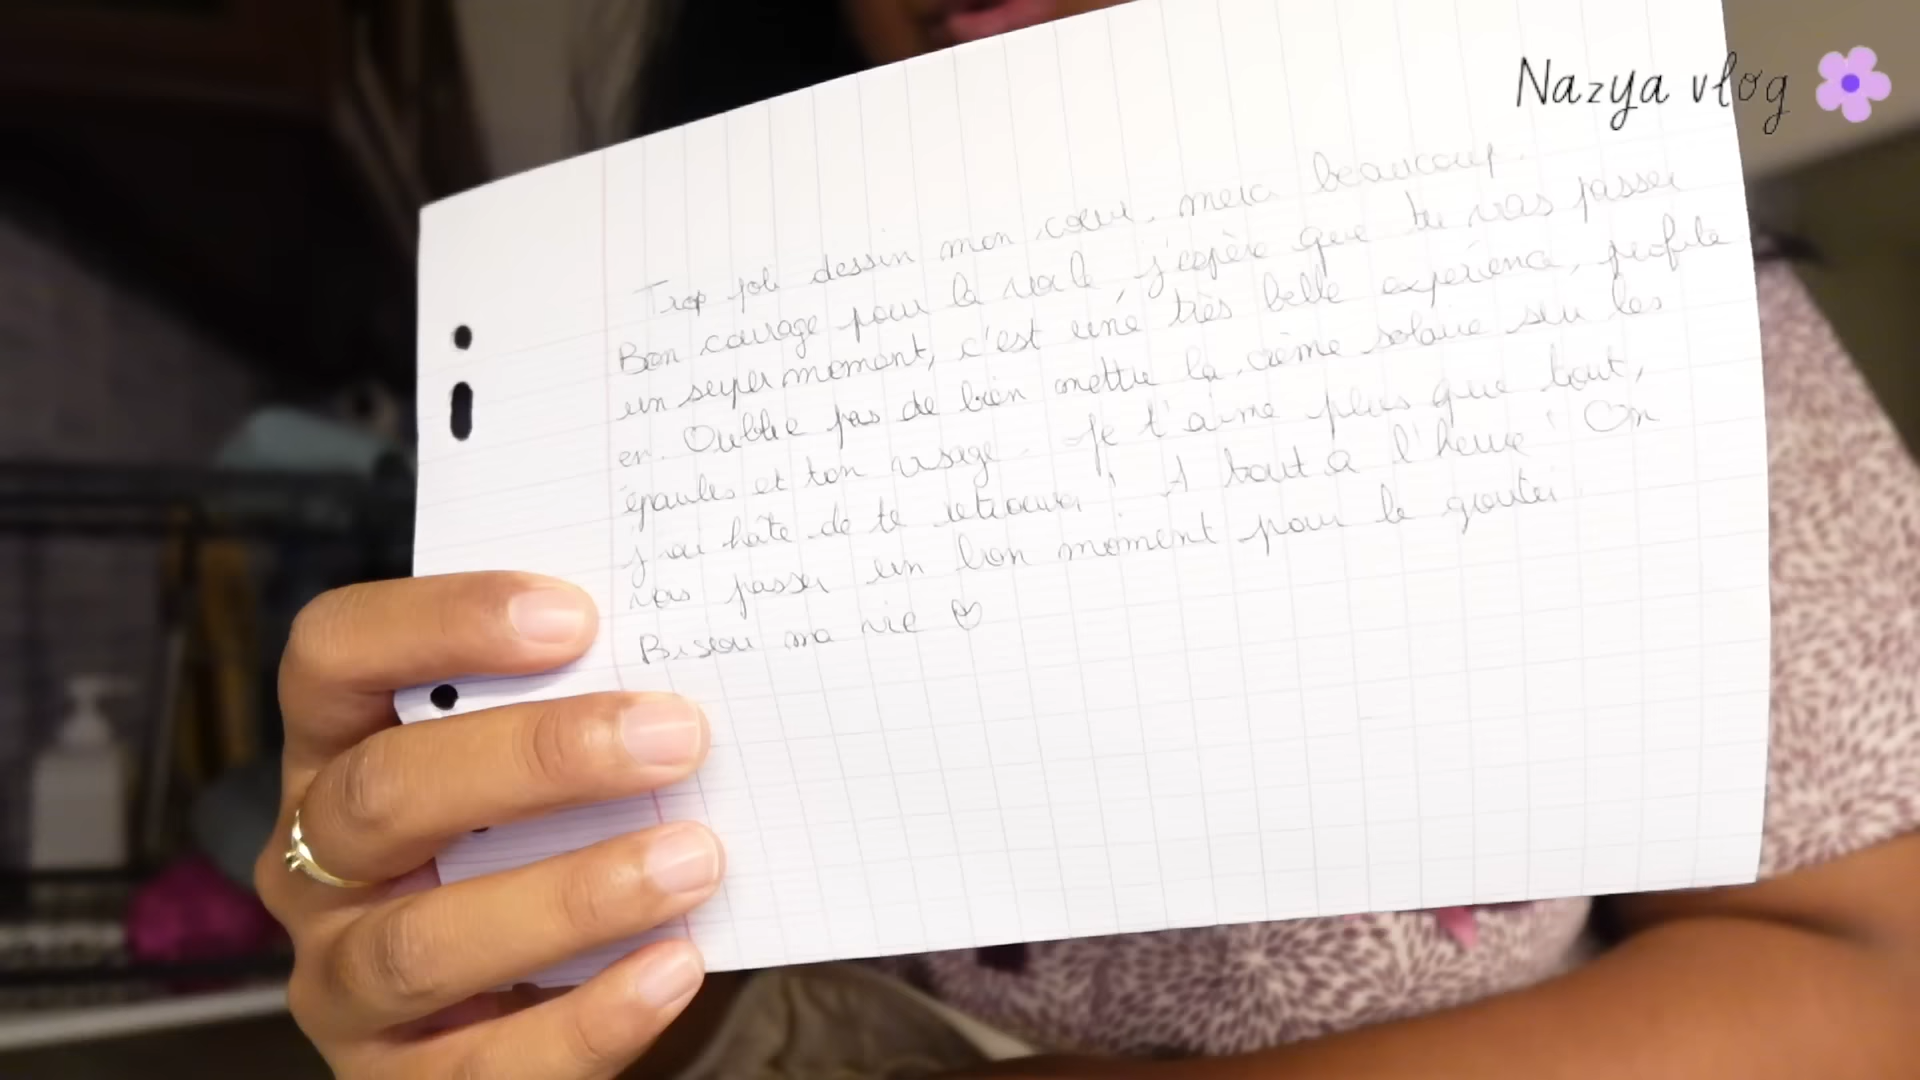 Nazya vlog
Trop joli dessin mon cœur, merci beaucoup.
Bon courage pour la voile, j'espère que tu vas passer
un super moment, c'est une très belle expérience, profite
en. Oublie pas de bien mettre la crème solaire sur les
épaules et ton visage. Je t'aime plus que tout,
j'ai hâte de te retrouver ! A tout à l'heure ! On
vas passer un bon moment pour le gouter
Bisou ma vie ♡